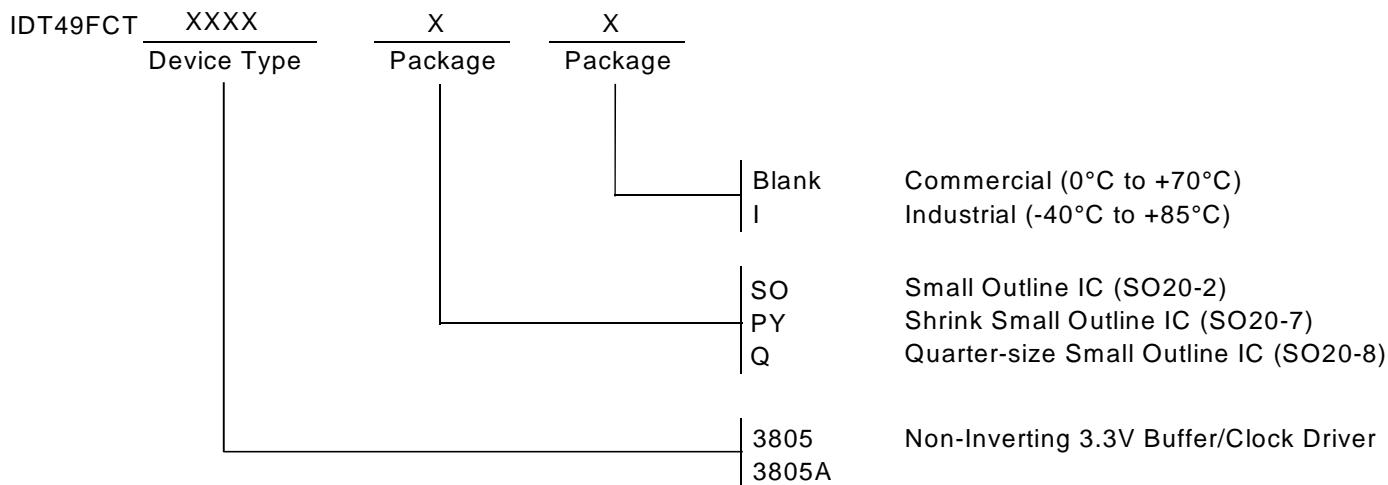 IDT49FCT XXXX X X
Device Type Package Package
Blank Commercial (0°C to +70°C)
I Industrial (-40°C to +85°C)
SO Small Outline IC (SO20-2)
PY Shrink Small Outline IC (SO20-7)
Q Quarter-size Small Outline IC (SO20-8)
3805 Non-Inverting 3.3V Buffer/Clock Driver
3805A